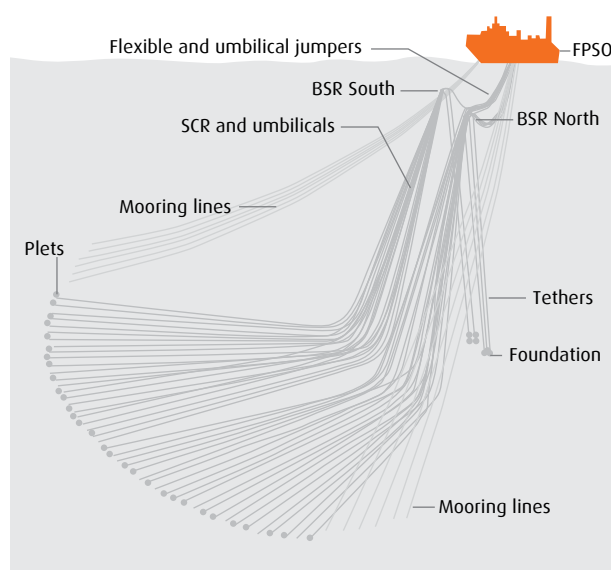 Flexible and umbilical jumpers
FPSO
BSR South
BSR North
SCR and umbilicals
Mooring lines
Plets
Tethers
Foundation
Mooring lines